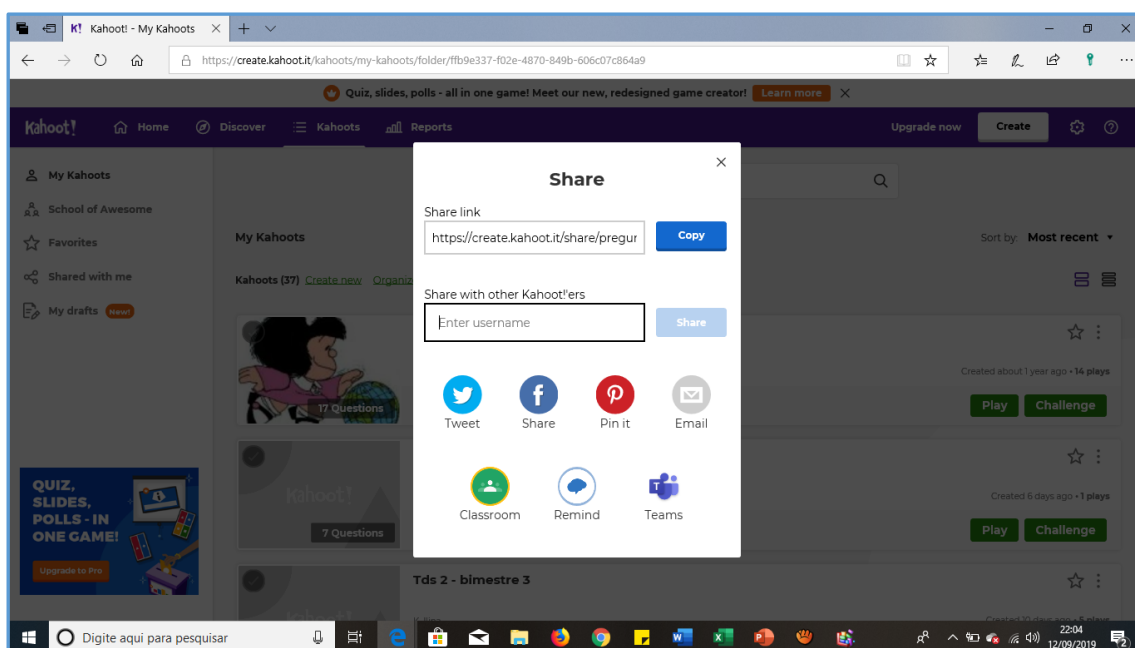 K! Kahoot! - My Kahoots
https://create.kahoot.it/kahoots/my-kahoots/folder/ffb9e337-f02e-4870-849b-606c07c864a9
Quiz, slides, polls - all in one game! Meet our new, redesigned game creator! Learn more
Kahoot! Home Discover Kahoots Reports Upgrade now Create
My Kahoots
School of Awesome
Favorites
Shared with me
My drafts New!
My Kahoots
Sort by: Most recent
Kahoots (37) Create new
Share
Share link
https://create.kahoot.it/share/pregur
Copy
Share with other Kahoot!'ers
Enter username
Share
Tweet Share Pin it Email
Classroom Remind Teams
17 Questions
Created about 1 year ago • 14 plays
Play Challenge
Kahoot!
7 Questions
Created 6 days ago • 1 plays
Play Challenge
Tds 2 - bimestre 3
QUIZ,
SLIDES,
POLLS - IN
ONE GAME!
Upgrade to Pro
Digite aqui para pesquisar
22:04
12/09/2019